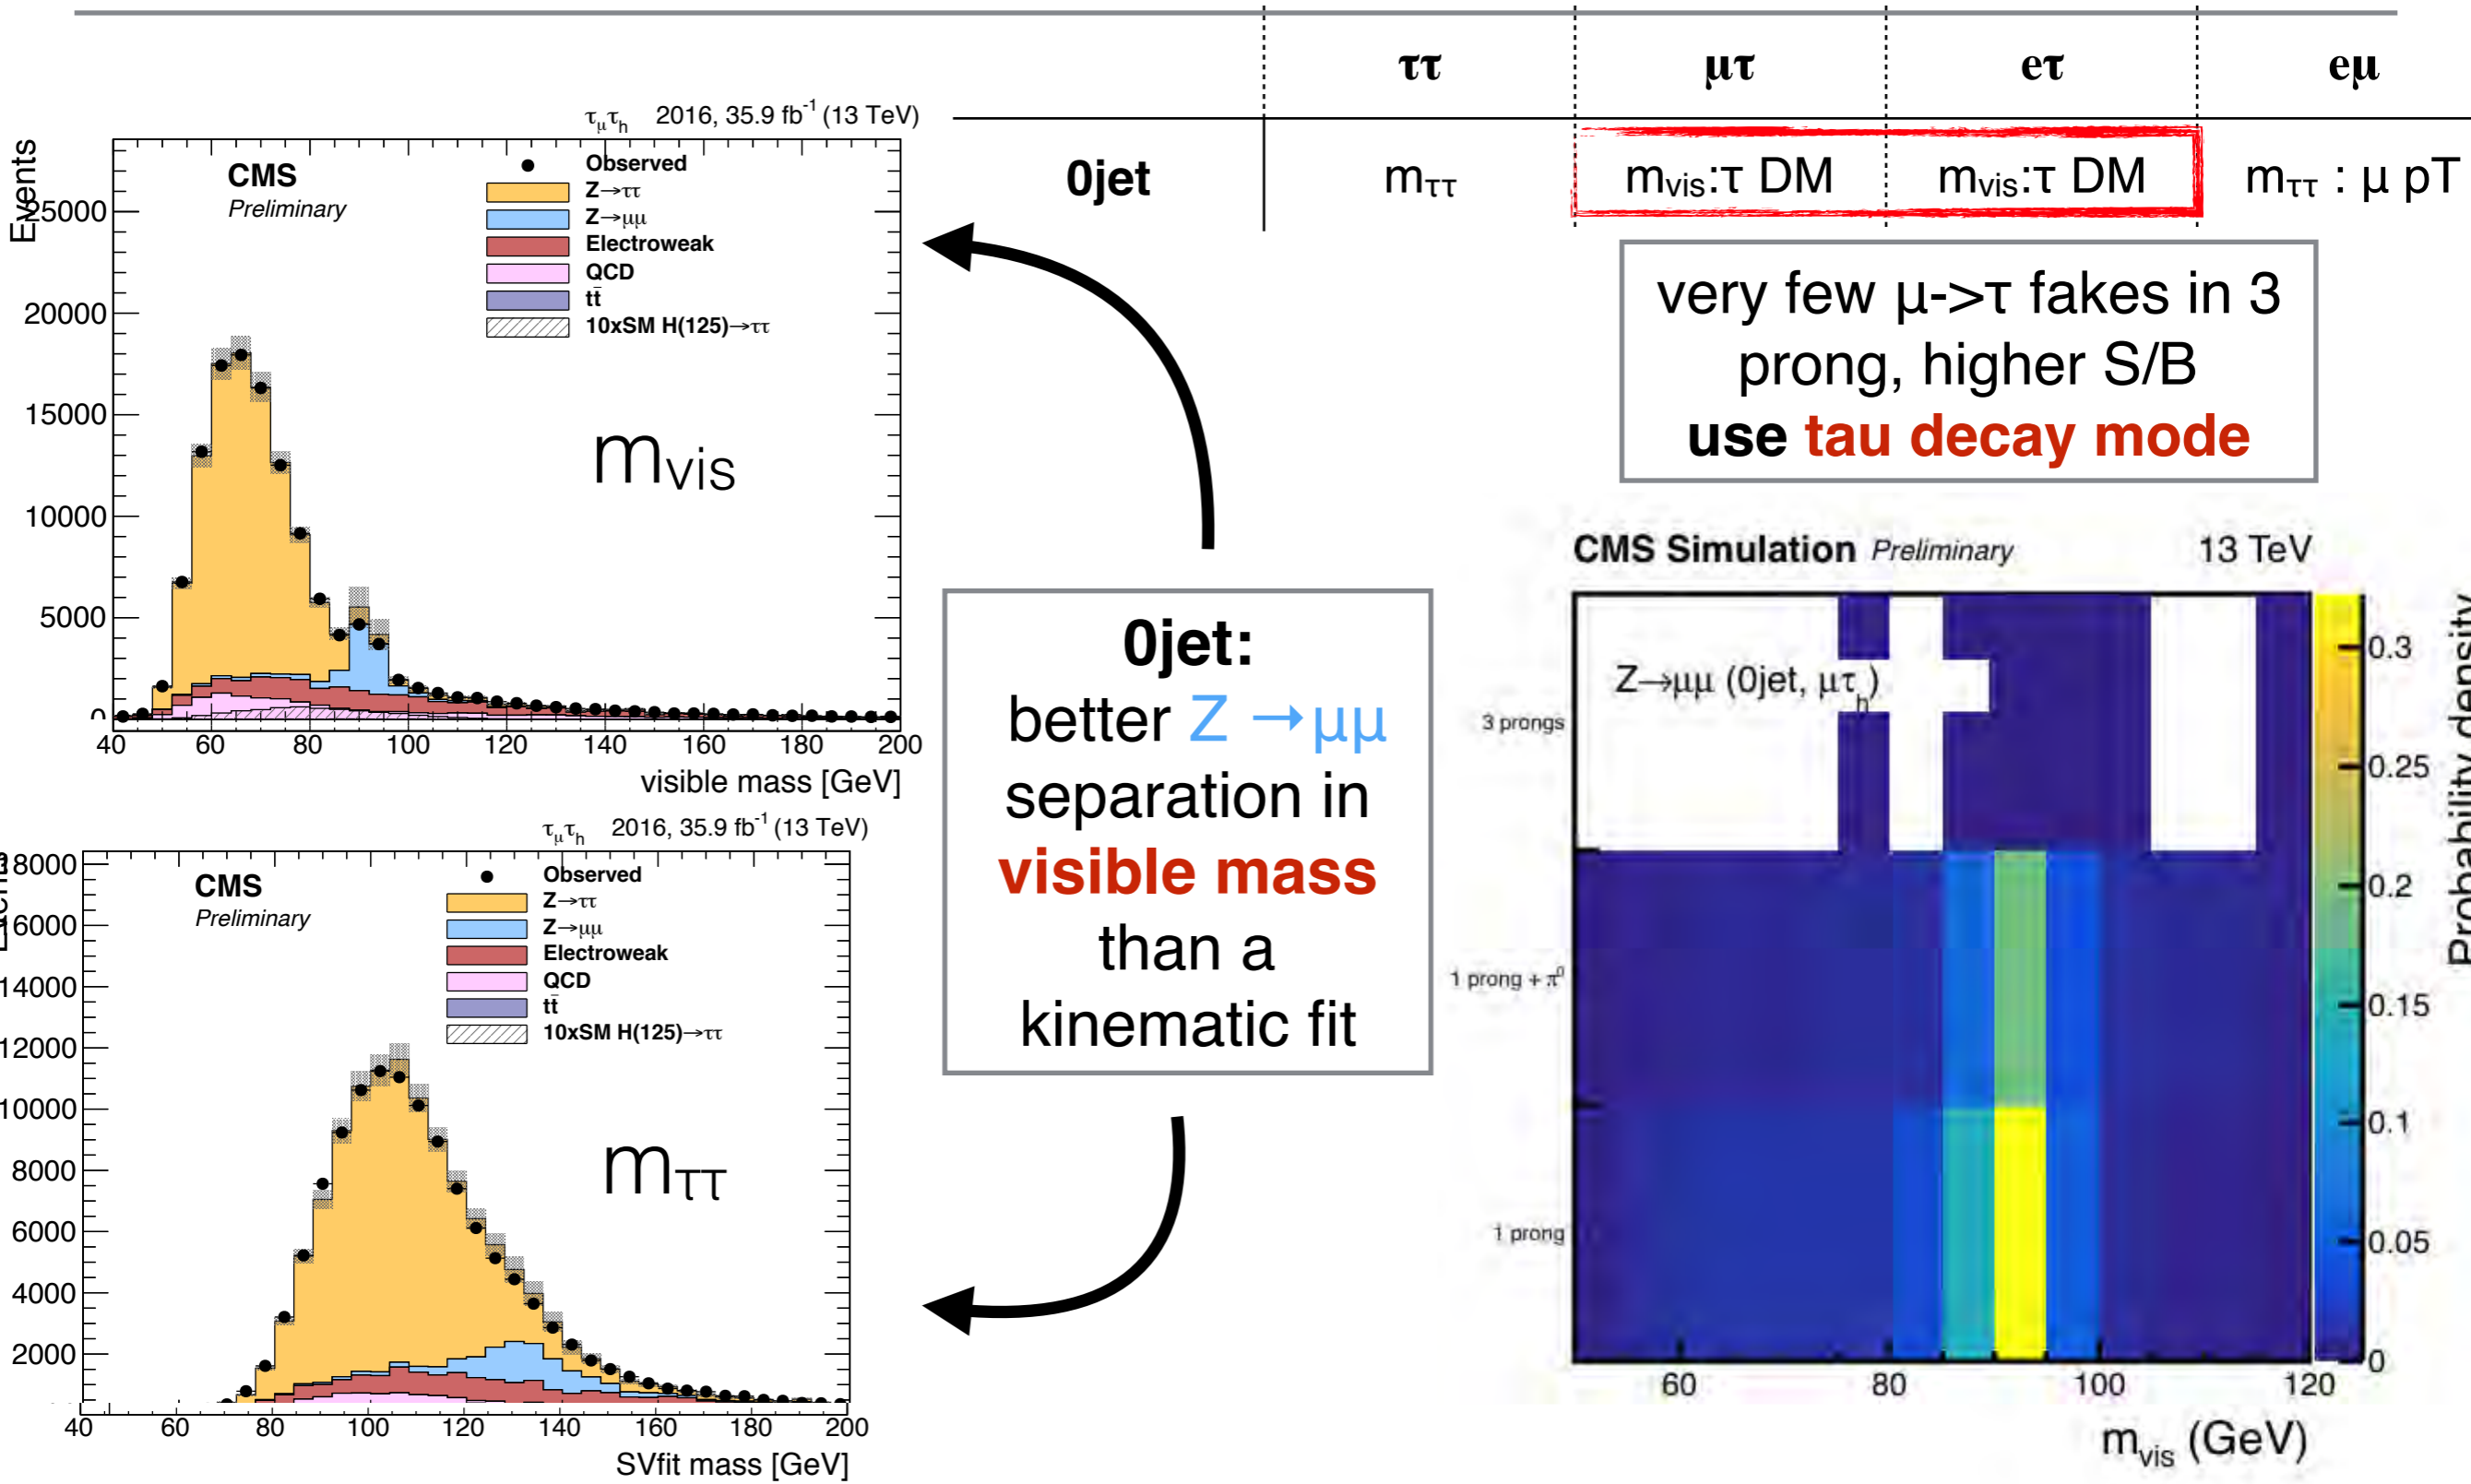 ττ μτ eτ eμ
0jet mττ mvis:τ DM mvis:τ DM mττ : μ pT
τμτh 2016, 35.9 fb-1 (13 TeV)
Events
CMS
Preliminary
Observed
Z→ττ
Z→μμ
Electroweak
QCD
tt̄
10xSM H(125)→ττ
25000
20000
15000
10000
5000
0
mvis
40 60 80 100 120 140 160 180 200
visible mass [GeV]
very few μ->τ fakes in 3
prong, higher S/B
use tau decay mode
0jet:
better Z →μμ
separation in
visible mass
than a
kinematic fit
τμτh 2016, 35.9 fb-1 (13 TeV)
Events
CMS
Preliminary
Observed
Z→ττ
Z→μμ
Electroweak
QCD
tt̄
10xSM H(125)→ττ
18000
16000
14000
12000
10000
8000
6000
4000
2000
mττ
40 60 80 100 120 140 160 180 200
SVfit mass [GeV]
CMS Simulation Preliminary 13 TeV
Z→μμ (0jet, μτh)
3 prongs
1 prong + π0
1 prong
0.3
0.25
0.2
0.15
0.1
0.05
0
Probability density
60 80 100 120
mvis (GeV)